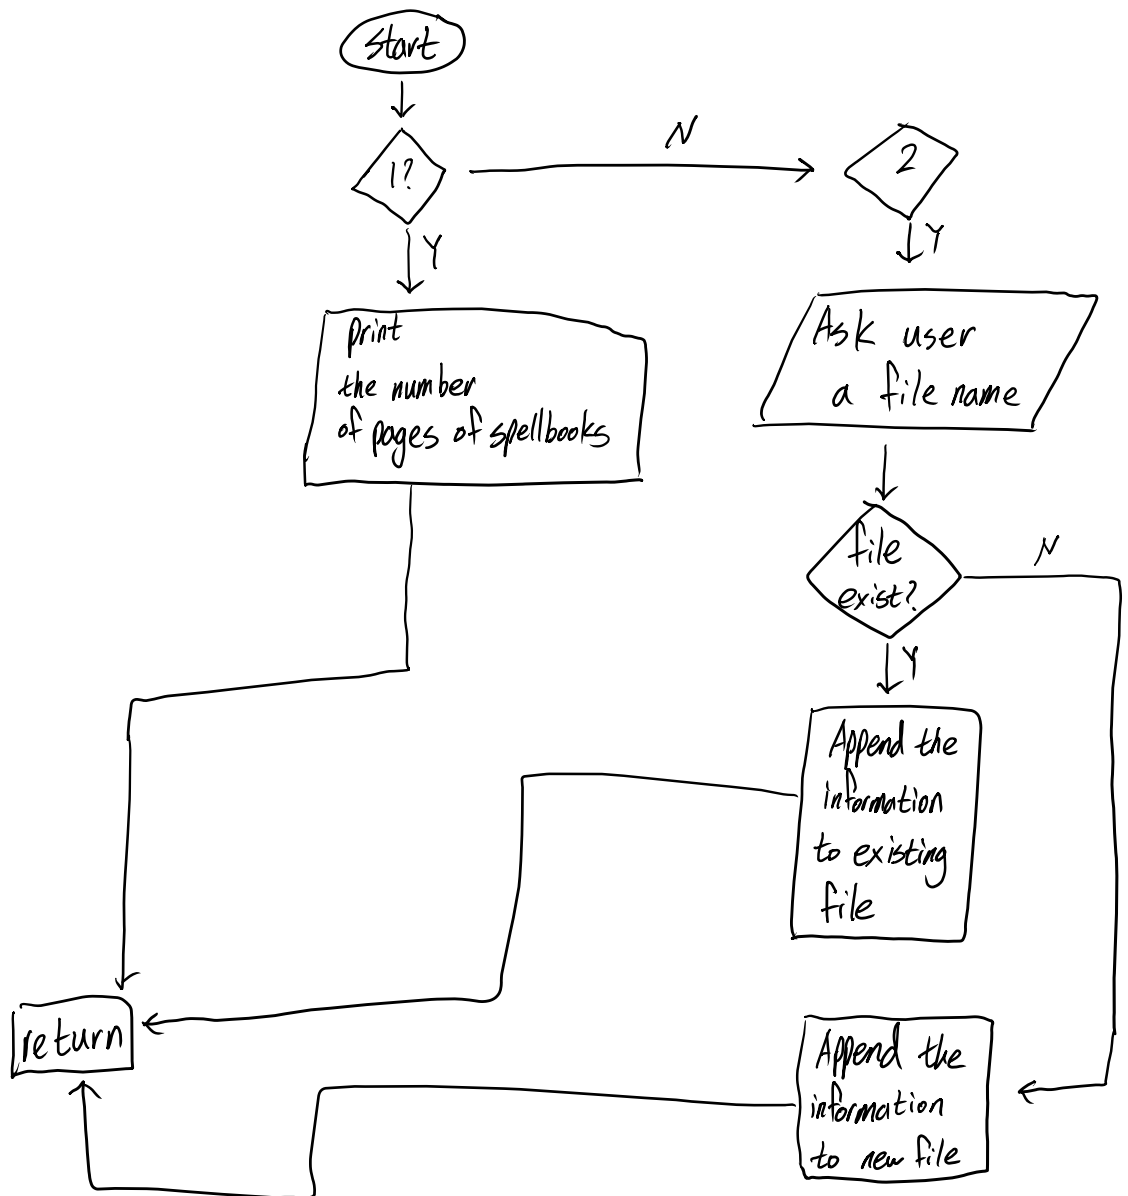 start
1?
N
2
Y
Y
print
the number
of pages of spellbooks
Ask user
a file name
file
exist?
N
Y
Append the
information
to existing
file
return
Append the
information
to new file